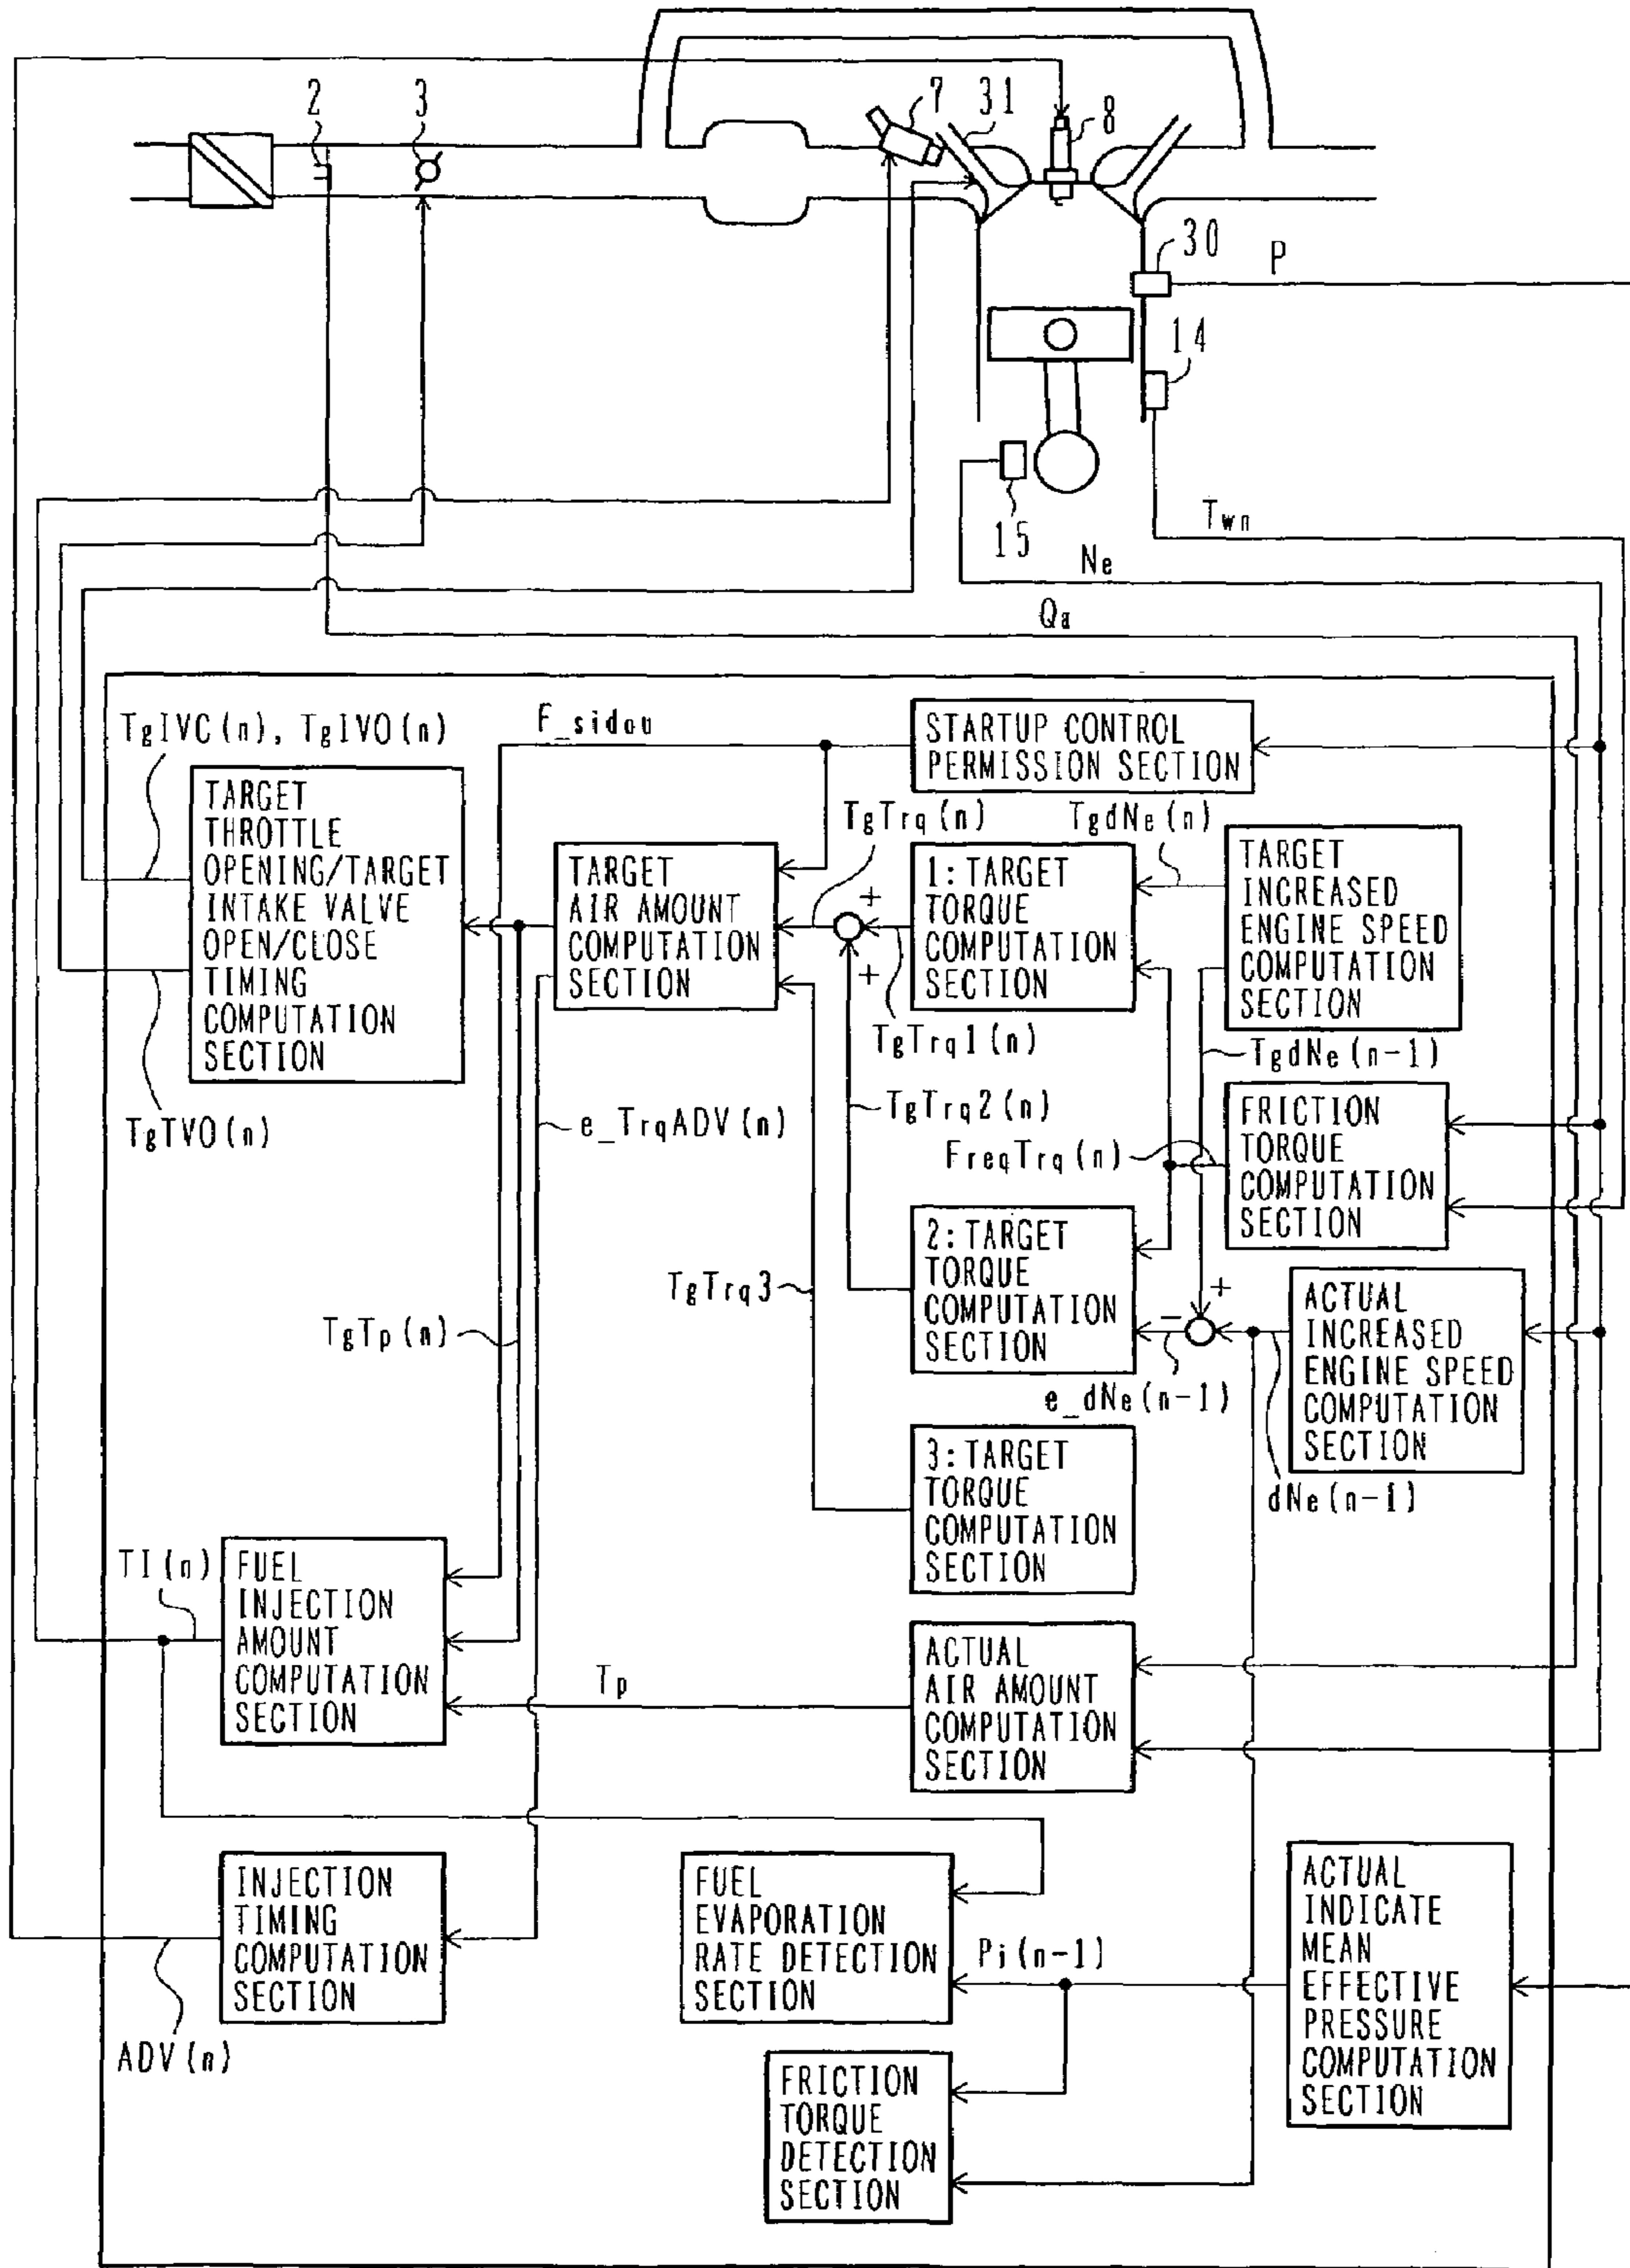 2
3
7
31
8
30
P
14
15
Twn
Ne
Qa
TgIVC(n), TgIVO(n)
F_sidou
STARTUP CONTROL
PERMISSION SECTION
TARGET
THROTTLE
OPENING/TARGET
INTAKE VALVE
OPEN/CLOSE
TIMING
COMPUTATION
SECTION
TgTVO(n)
TARGET
AIR AMOUNT
COMPUTATION
SECTION
TgTrq(n)
+
+
1:TARGET
TORQUE
COMPUTATION
SECTION
TgdNe(n)
TARGET
INCREASED
ENGINE SPEED
COMPUTATION
SECTION
TgTrq1(n)
TgdNe(n-1)
TgTrq2(n)
e_TrqADV(n)
FreqTrq(n)
FRICTION
TORQUE
COMPUTATION
SECTION
2:TARGET
TORQUE
COMPUTATION
SECTION
TgTrq3
TgTp(n)
+
-
e_dNe(n-1)
ACTUAL
INCREASED
ENGINE SPEED
COMPUTATION
SECTION
dNe(n-1)
3:TARGET
TORQUE
COMPUTATION
SECTION
TI(n)
FUEL
INJECTION
AMOUNT
COMPUTATION
SECTION
Tp
ACTUAL
AIR AMOUNT
COMPUTATION
SECTION
INJECTION
TIMING
COMPUTATION
SECTION
ADV(n)
FUEL
EVAPORATION
RATE DETECTION
SECTION
Pi(n-1)
ACTUAL
INDICATE
MEAN
EFFECTIVE
PRESSURE
COMPUTATION
SECTION
FRICTION
TORQUE
DETECTION
SECTION